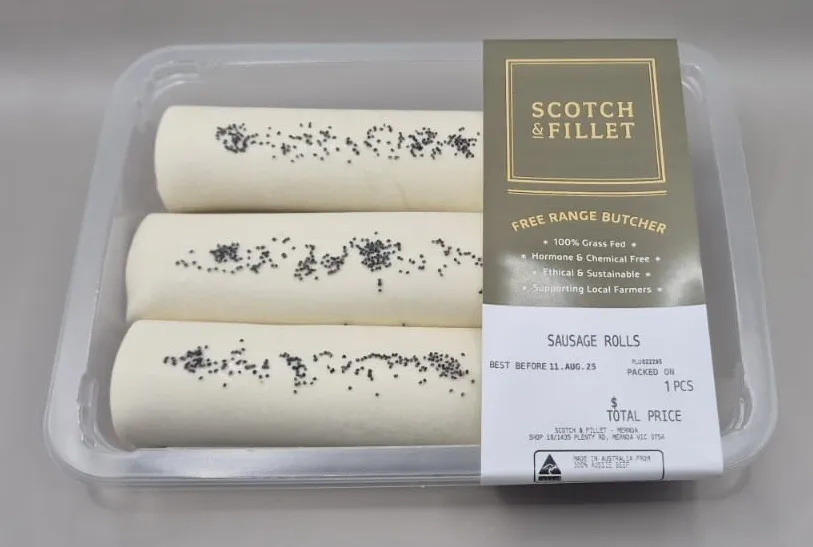 SCOTCH
& FILLET
FREE RANGE BUTCHER
100% Grass Fed
Hormone & Chemical Free
Ethical & Sustainable
Supporting Local Farmers
SAUSAGE ROLLS
BEST BEFORE 11.AUG.25
PACKED ON
1 PCS
$
TOTAL PRICE
SCOTCH & FILLET - MERNDA
SHOP 18/1435 PLENTY RD, MERNDA VIC 3754
MADE IN AUSTRALIA FROM
100% AUSSIE BEEF